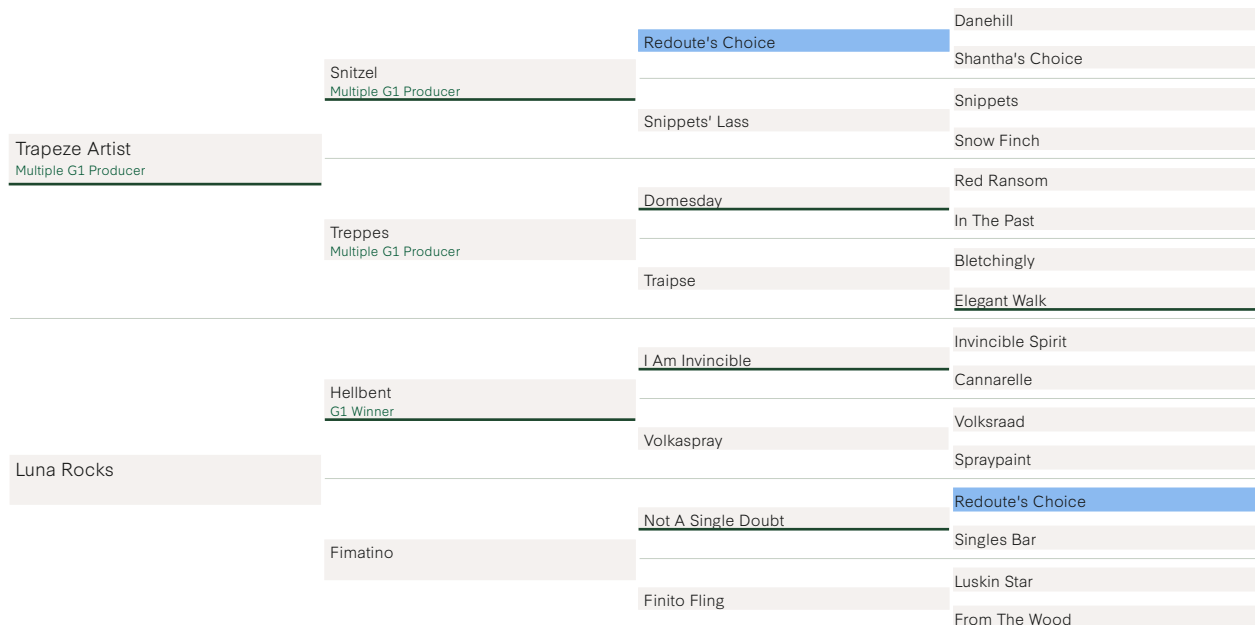 Trapeze Artist
Multiple G1 Producer
Luna Rocks
Snitzel
Multiple G1 Producer
Treppes
Multiple G1 Producer
Hellbent
G1 Winner
Fimatino
Redoute's Choice
Snippets' Lass
Domesday
Traipse
I Am Invincible
Volkaspray
Not A Single Doubt
Finito Fling
Danehill
Shantha's Choice
Snippets
Snow Finch
Red Ransom
In The Past
Bletchingly
Elegant Walk
Invincible Spirit
Cannarelle
Volksraad
Spraypaint
Redoute's Choice
Singles Bar
Luskin Star
From The Wood